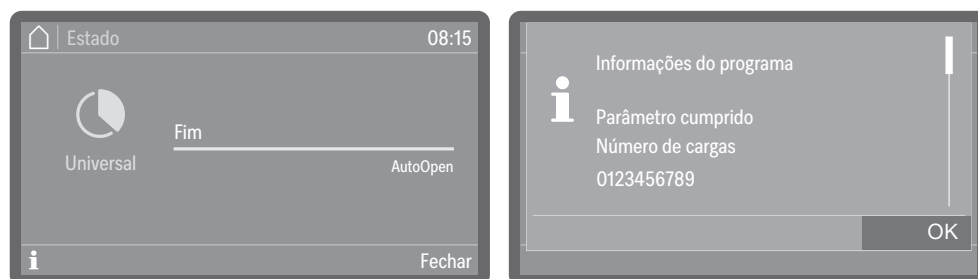 Estado 08:15
Fim
Universal AutoOpen
i Fechar
Informações do programa
i
Parâmetro cumprido
Número de cargas
0123456789
OK